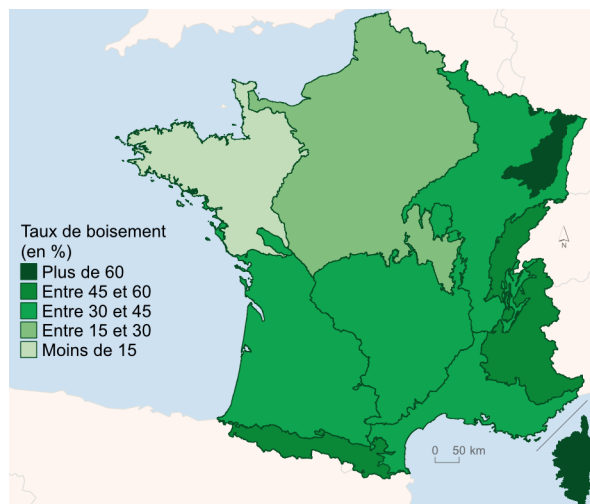 Taux de boisement
(en %)
Plus de 60
Entre 45 et 60
Entre 30 et 45
Entre 15 et 30
Moins de 15
N
0 50 km